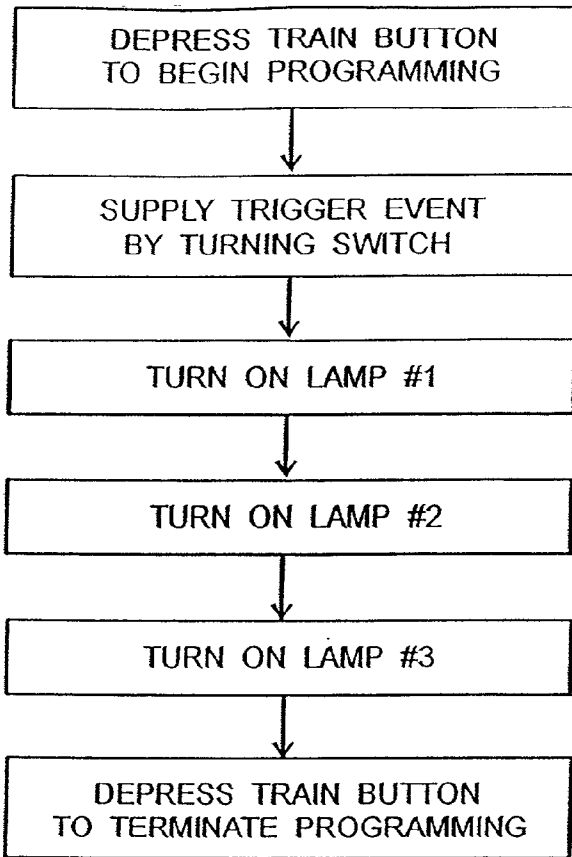 DEPRESS TRAIN BUTTON
TO BEGIN PROGRAMMING
SUPPLY TRIGGER EVENT
BY TURNING SWITCH
TURN ON LAMP #1
TURN ON LAMP #2
TURN ON LAMP #3
DEPRESS TRAIN BUTTON
TO TERMINATE PROGRAMMING